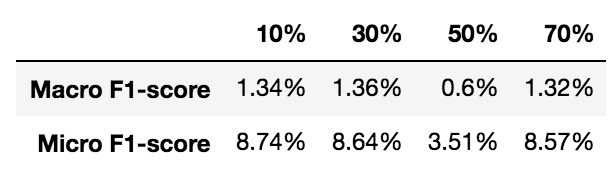 10% 30% 50% 70%
Macro F1-score 1.34% 1.36% 0.6% 1.32%
Micro F1-score 8.74% 8.64% 3.51% 8.57%